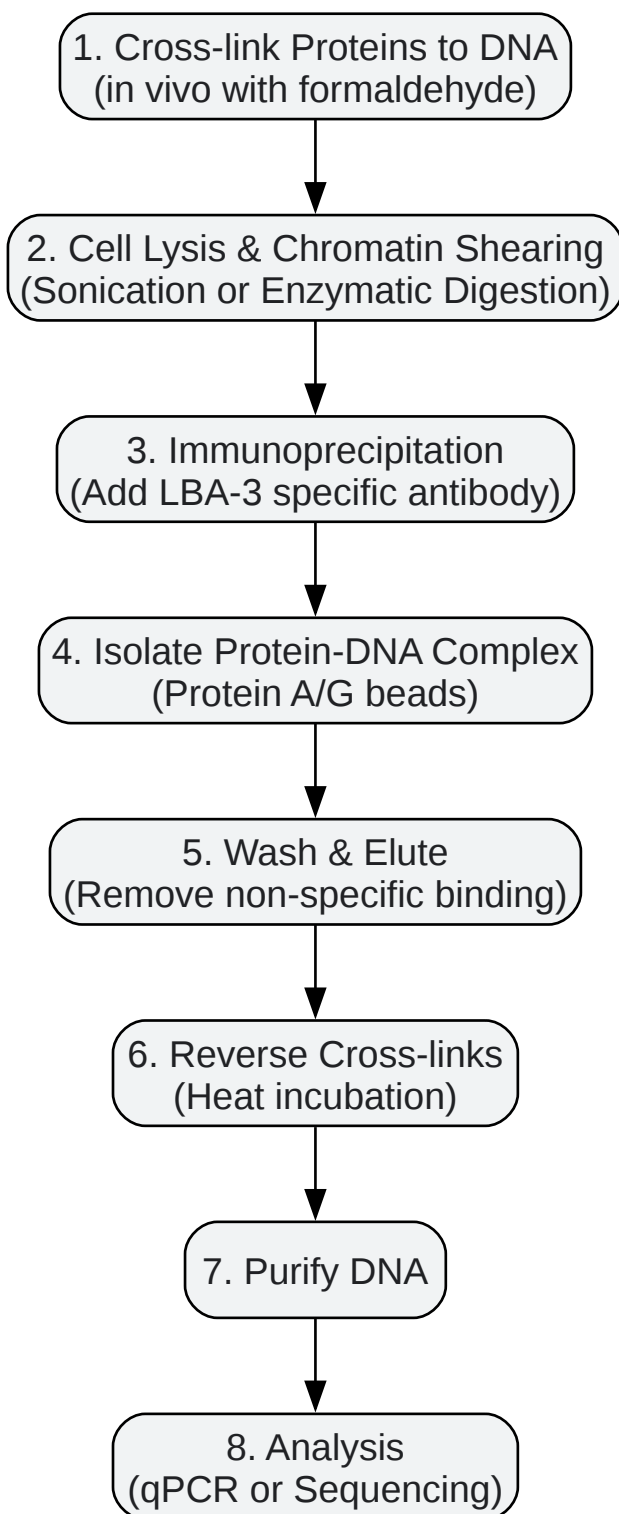 1. Cross-link Proteins to DNA
(in vivo with formaldehyde)
2. Cell Lysis & Chromatin Shearing
(Sonication or Enzymatic Digestion)
3. Immunoprecipitation
(Add LBA-3 specific antibody)
4. Isolate Protein-DNA Complex
(Protein A/G beads)
5. Wash & Elute
(Remove non-specific binding)
6. Reverse Cross-links
(Heat incubation)
7. Purify DNA
8. Analysis
(qPCR or Sequencing)